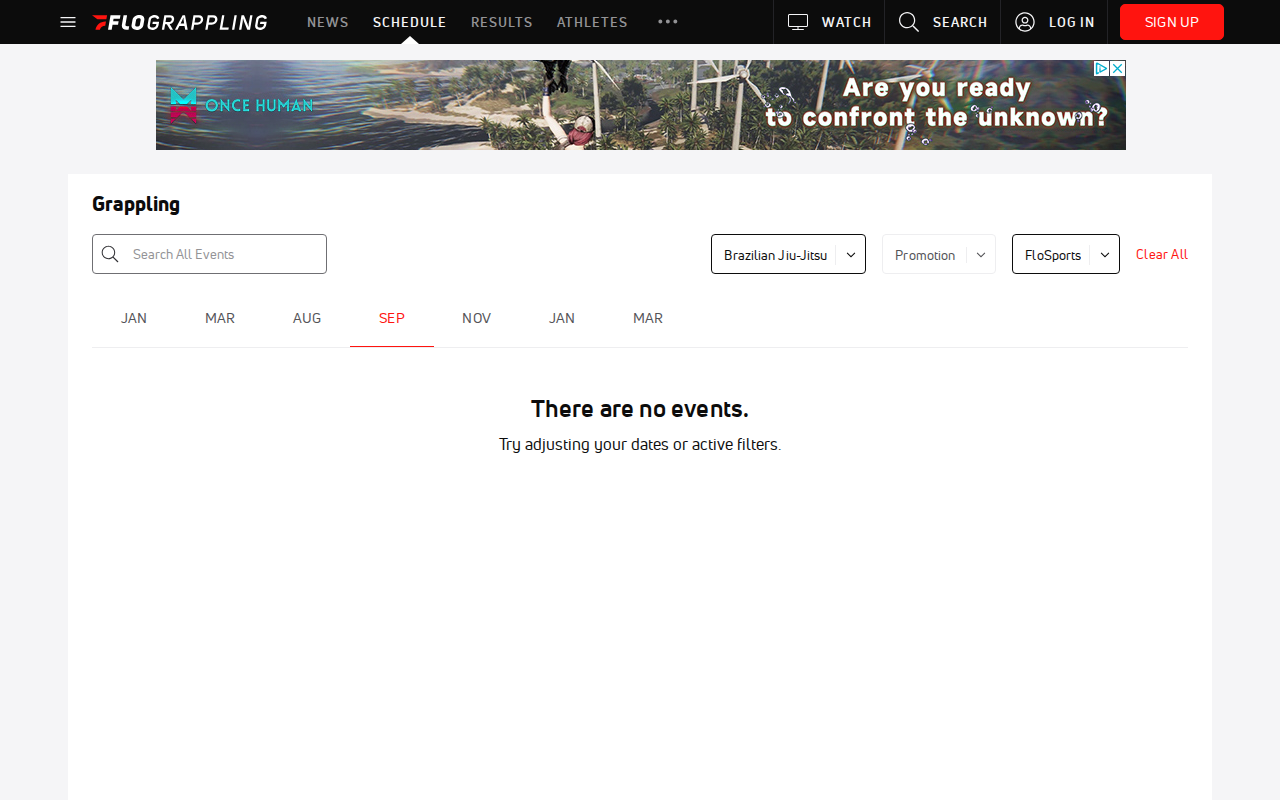 FLOGRAPPLING
NEWS
SCHEDULE
RESULTS
ATHLETES
WATCH
SEARCH
LOG IN
SIGN UP
ONCE HUMAN
Are you ready
to confront the unknown?
Grappling
Search All Events
Brazilian Jiu-Jitsu
Promotion
FloSports
Clear All
JAN
MAR
AUG
SEP
NOV
JAN
MAR
There are no events.
Try adjusting your dates or active filters.